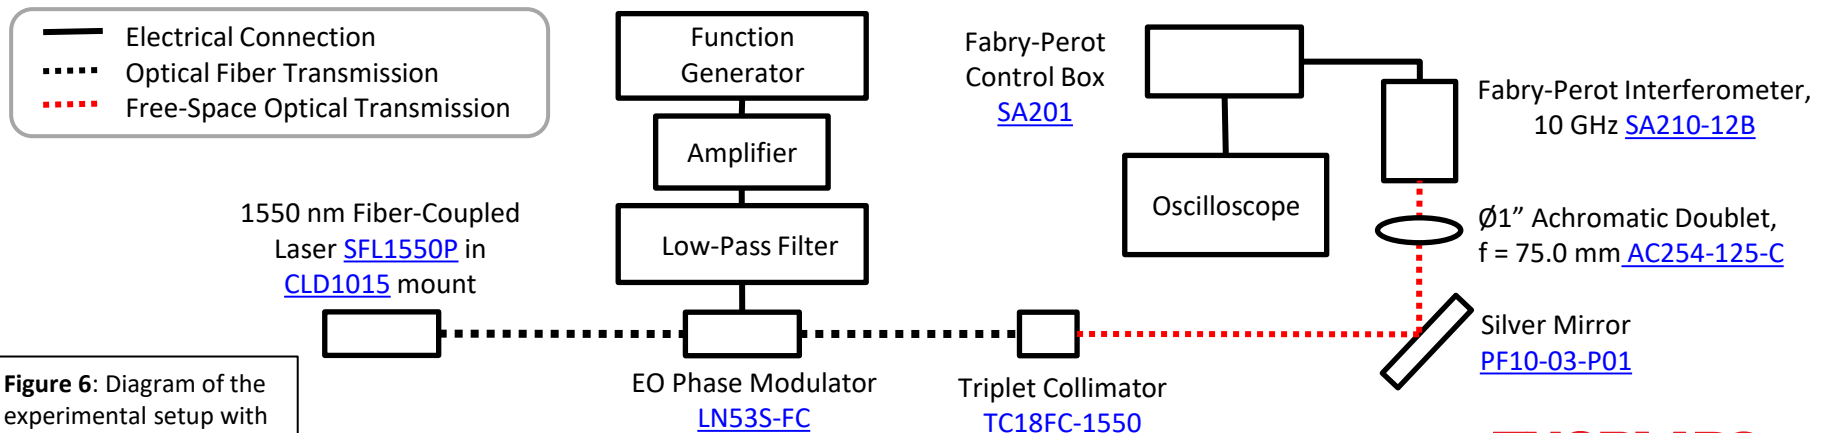 Electrical Connection
Optical Fiber Transmission
Free-Space Optical Transmission
Function
Generator
Amplifier
Low-Pass Filter
1550 nm Fiber-Coupled
Laser SFL1550P in
CLD1015 mount
EO Phase Modulator
LN53S-FC
Triplet Collimator
TC18FC-1550
Fabry-Perot
Control Box
SA201
Oscilloscope
Fabry-Perot Interferometer,
10 GHz SA210-12B
Ø1” Achromatic Doublet,
f = 75.0 mm AC254-125-C
Silver Mirror
PF10-03-P01
Figure 6: Diagram of the
experimental setup with